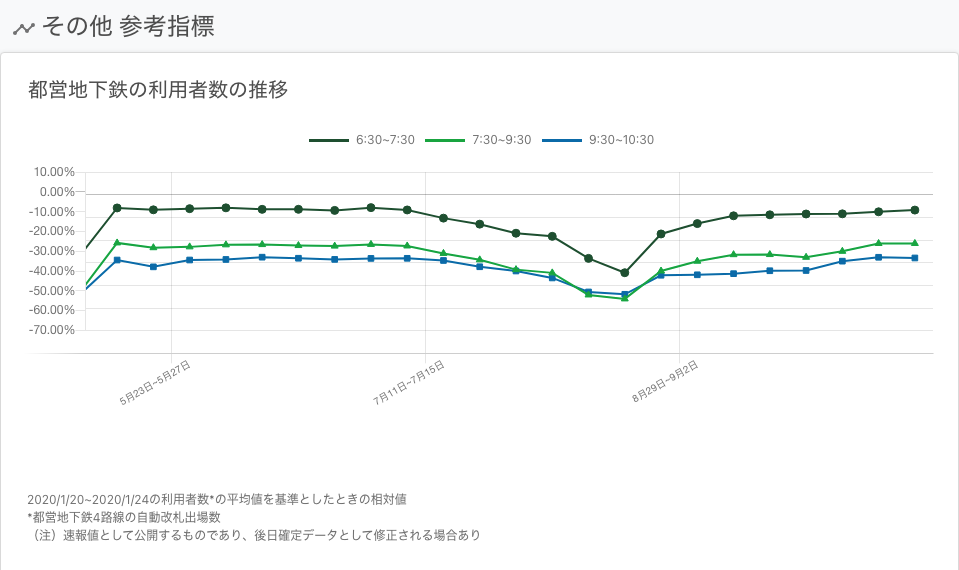 その他 参考指標
都営地下鉄の利用者数の推移
6:30~7:30
7:30~9:30
9:30~10:30
10.00%
0.00%
-10.00%
-20.00%
-30.00%
-40.00%
-50.00%
-60.00%
-70.00%
5月23日~5月27日
7月11日~7月15日
8月29日~9月2日
2020/1/20~2020/1/24の利用者数*の平均値を基準としたときの相対値
*都営地下鉄4路線の自動改札出場数
（注）速報値として公開するものであり、後日確定データとして修正される場合あり